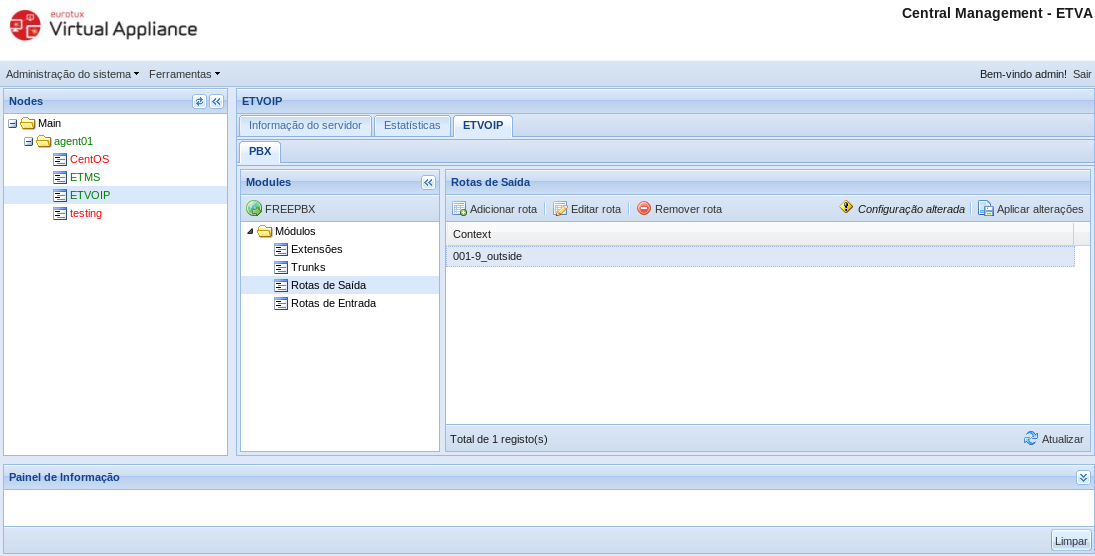 eurotux
Virtual Appliance
Central Management - ETVA
Administração do sistema Ferramentas Bem-vindo admin! Sair
Nodes
Main
agent01
CentOS
ETMS
ETVOIP
testing
ETVOIP
Informação do servidor Estatísticas ETVOIP
PBX
Modules
FREEPBX
Módulos
Extensões
Trunks
Rotas de Saída
Rotas de Entrada
Rotas de Saída
Adicionar rota Editar rota Remover rota Configuração alterada Aplicar alterações
Context
001-9_outside
Total de 1 registo(s) Atualizar
Painel de Informação
Limpar